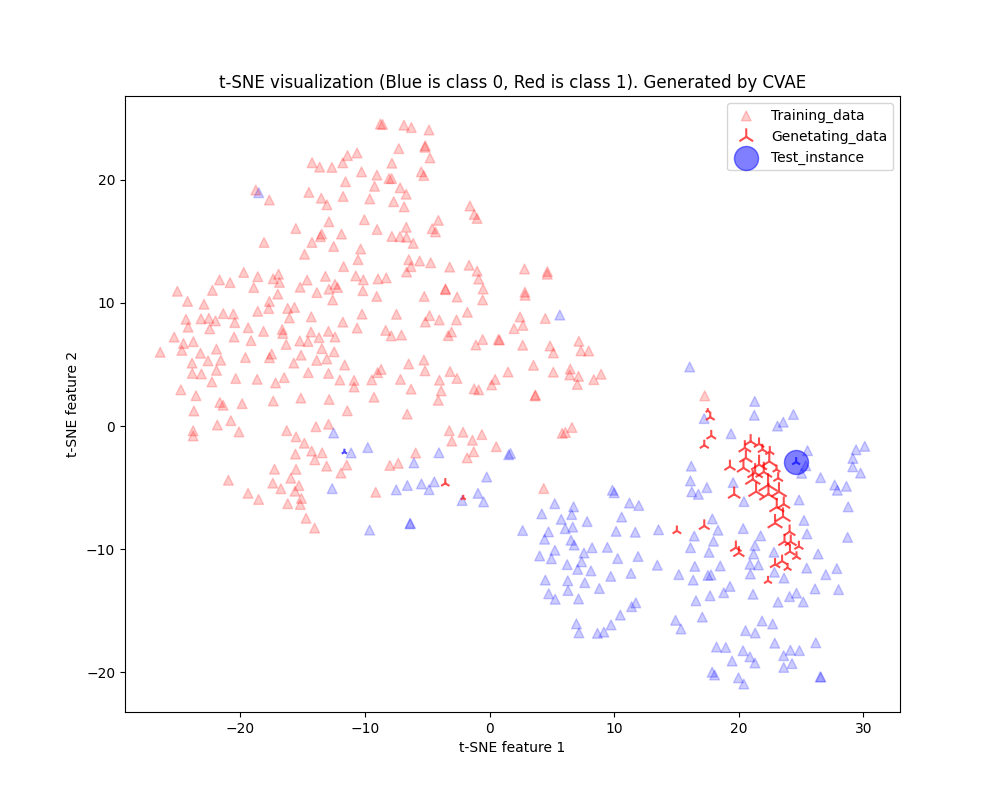 t-SNE visualization (Blue is class 0, Red is class 1). Generated by CVAE
Training_data
Genetating_data
Test_instance
20
10
0
−10
−20
t-SNE feature 2
−20
−10
0
10
20
30
t-SNE feature 1